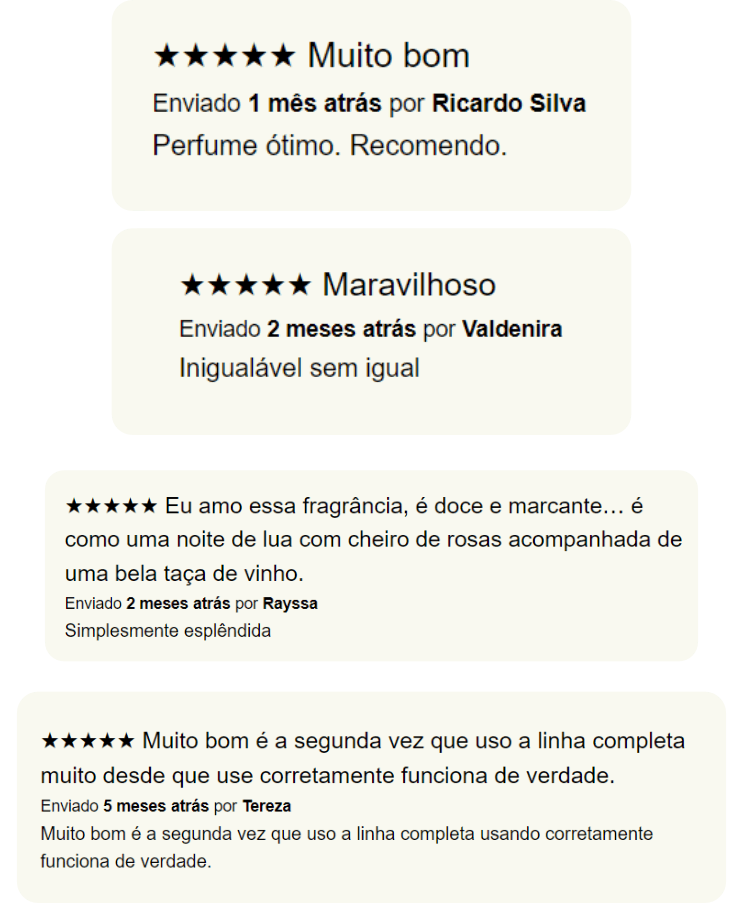 ★★★★★ Muito bom
Enviado 1 mês atrás por Ricardo Silva
Perfume ótimo. Recomendo.
★★★★★ Maravilhoso
Enviado 2 meses atrás por Valdenira
Inigualável sem igual
★★★★★ Eu amo essa fragrância, é doce e marcante... é
como uma noite de lua com cheiro de rosas acompanhada de
uma bela taça de vinho.
Enviado 2 meses atrás por Rayssa
Simplesmente esplêndida
★★★★★ Muito bom é a segunda vez que uso a linha completa
muito desde que use corretamente funciona de verdade.
Enviado 5 meses atrás por Tereza
Muito bom é a segunda vez que uso a linha completa usando corretamente
funciona de verdade.